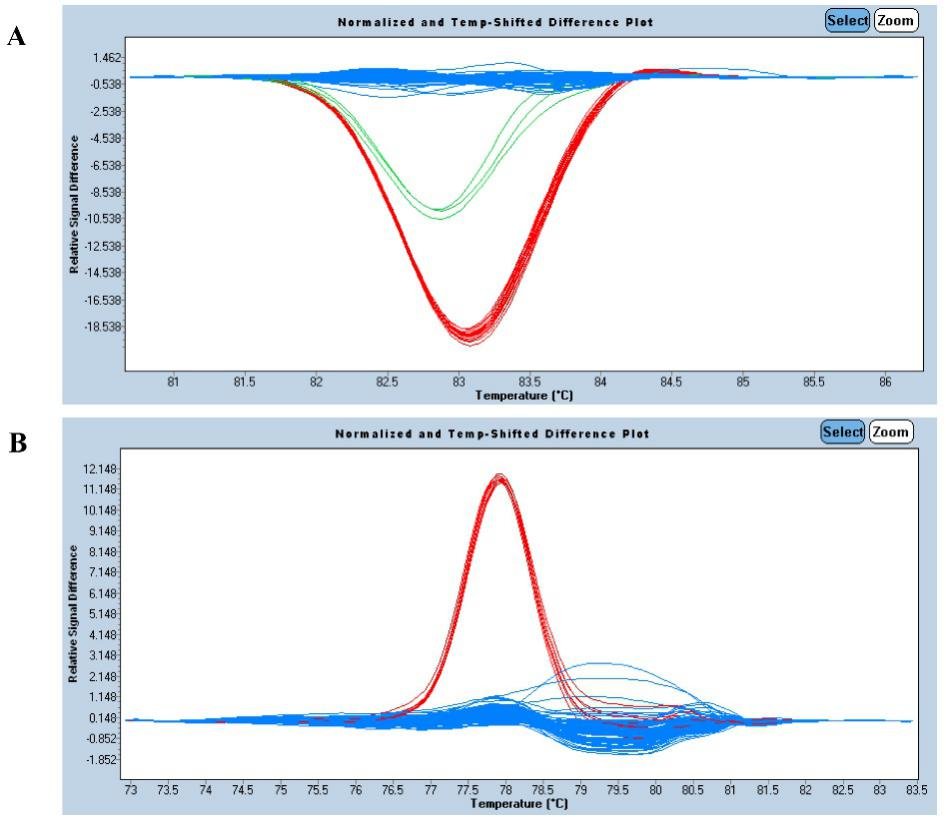 A
Normalized and Temp-Shifted Difference Plot
Select Zoom
1.462
-0.538
-2.538
-4.538
-6.538
-8.538
-10.538
-12.538
-14.538
-16.538
-18.538
Relative Signal Difference
81 81.5 82 82.5 83 83.5 84 84.5 85 85.5 86
Temperature (°C)
B
Normalized and Temp-Shifted Difference Plot
Select Zoom
12.148
11.148
10.148
9.148
8.148
7.148
6.148
5.148
4.148
3.148
2.148
1.148
0.148
-0.852
-1.852
Relative Signal Difference
73 73.5 74 74.5 75 75.5 76 76.5 77 77.5 78 78.5 79 79.5 80 80.5 81 81.5 82 82.5 83 83.5
Temperature (°C)